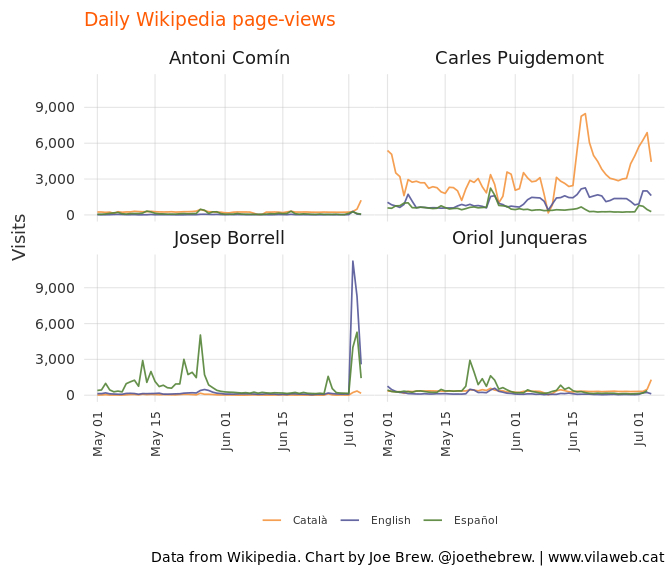 Daily Wikipedia page-views
Antoni Comín
Carles Puigdemont
9,000
6,000
3,000
0
Visits
Josep Borrell
Oriol Junqueras
9,000
6,000
3,000
0
May 01
May 15
Jun 01
Jun 15
Jul 01
May 01
May 15
Jun 01
Jun 15
Jul 01
Català English Español
Data from Wikipedia. Chart by Joe Brew. @joethebrew. | www.vilaweb.cat